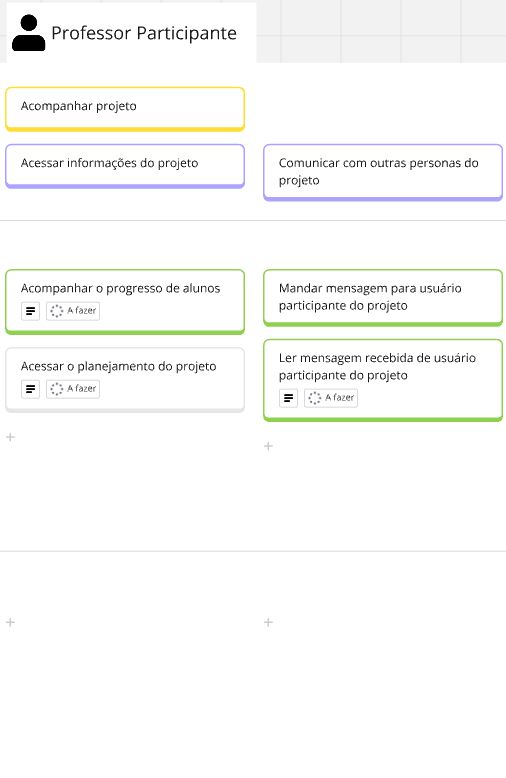 Professor Participante
Acompanhar projeto
Acessar informações do projeto
Comunicar com outras personas do
projeto
Acompanhar o progresso de alunos
A fazer
Mandar mensagem para usuário
participante do projeto
Acessar o planejamento do projeto
A fazer
Ler mensagem recebida de usuário
participante do projeto
A fazer